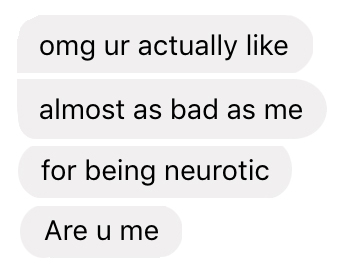 omg ur actually like
almost as bad as me
for being neurotic
Are u me